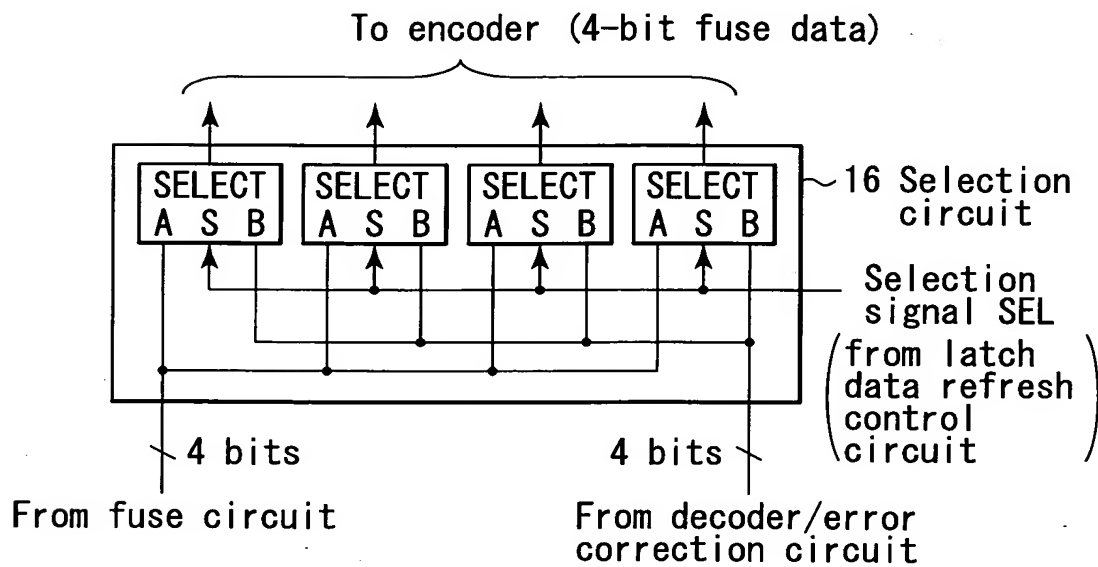 To encoder (4-bit fuse data)
SELECT SELECT SELECT SELECT
A S B A S B A S B A S B
16 Selection
circuit
Selection
signal SEL
(from latch
data refresh
control
circuit)
4 bits
4 bits
From fuse circuit
From decoder/error
correction circuit